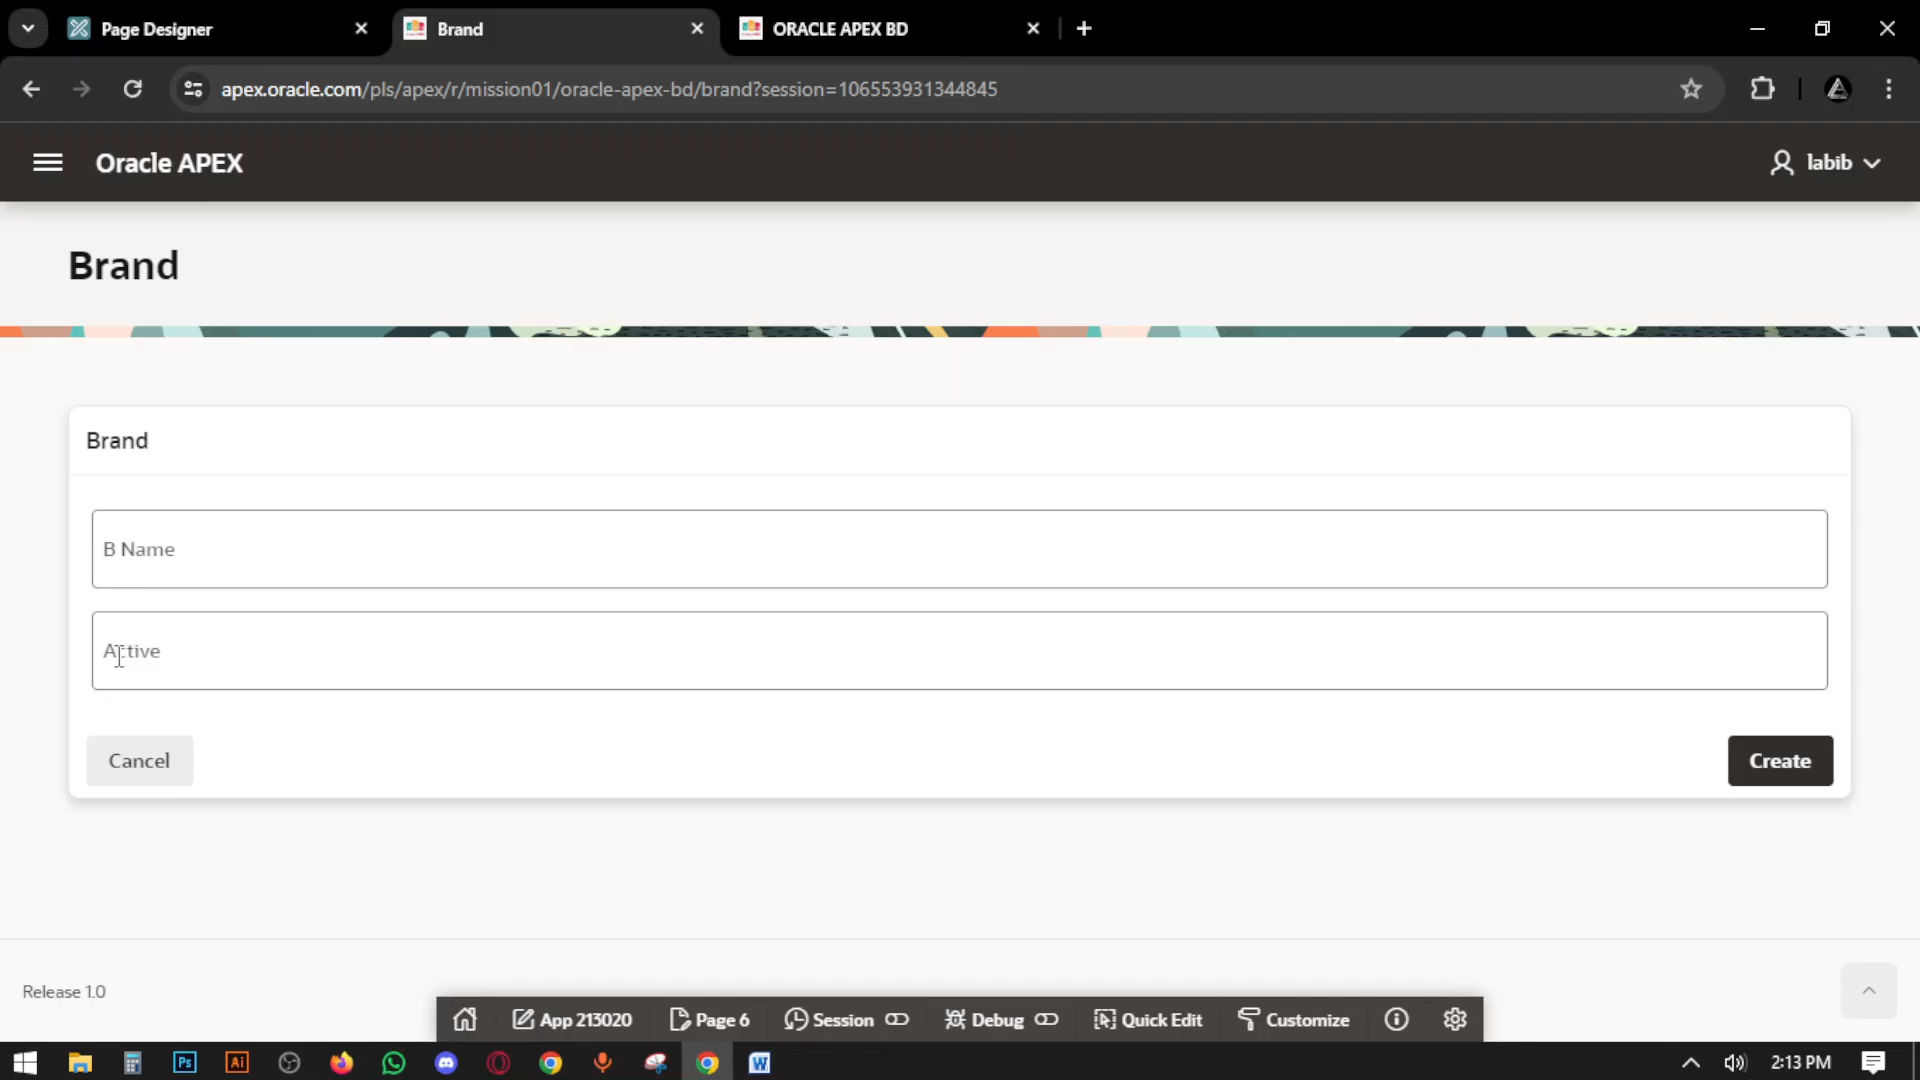 Page Designer
Brand
ORACLE APEX BD
apex.oracle.com/pls/apex/r/mission01/oracle-apex-bd/brand?session=106553931344845
Oracle APEX
labib
Brand
Brand
B Name
Active
Cancel
Create
Release 1.0
App 213020
Page 6
Session
Debug
Quick Edit
Customize
Ps
Ai
W
2:13 PM